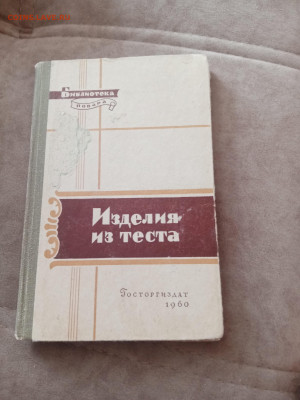 Библиотека
повара
Изделия
из теста
Госторгиздат
1960